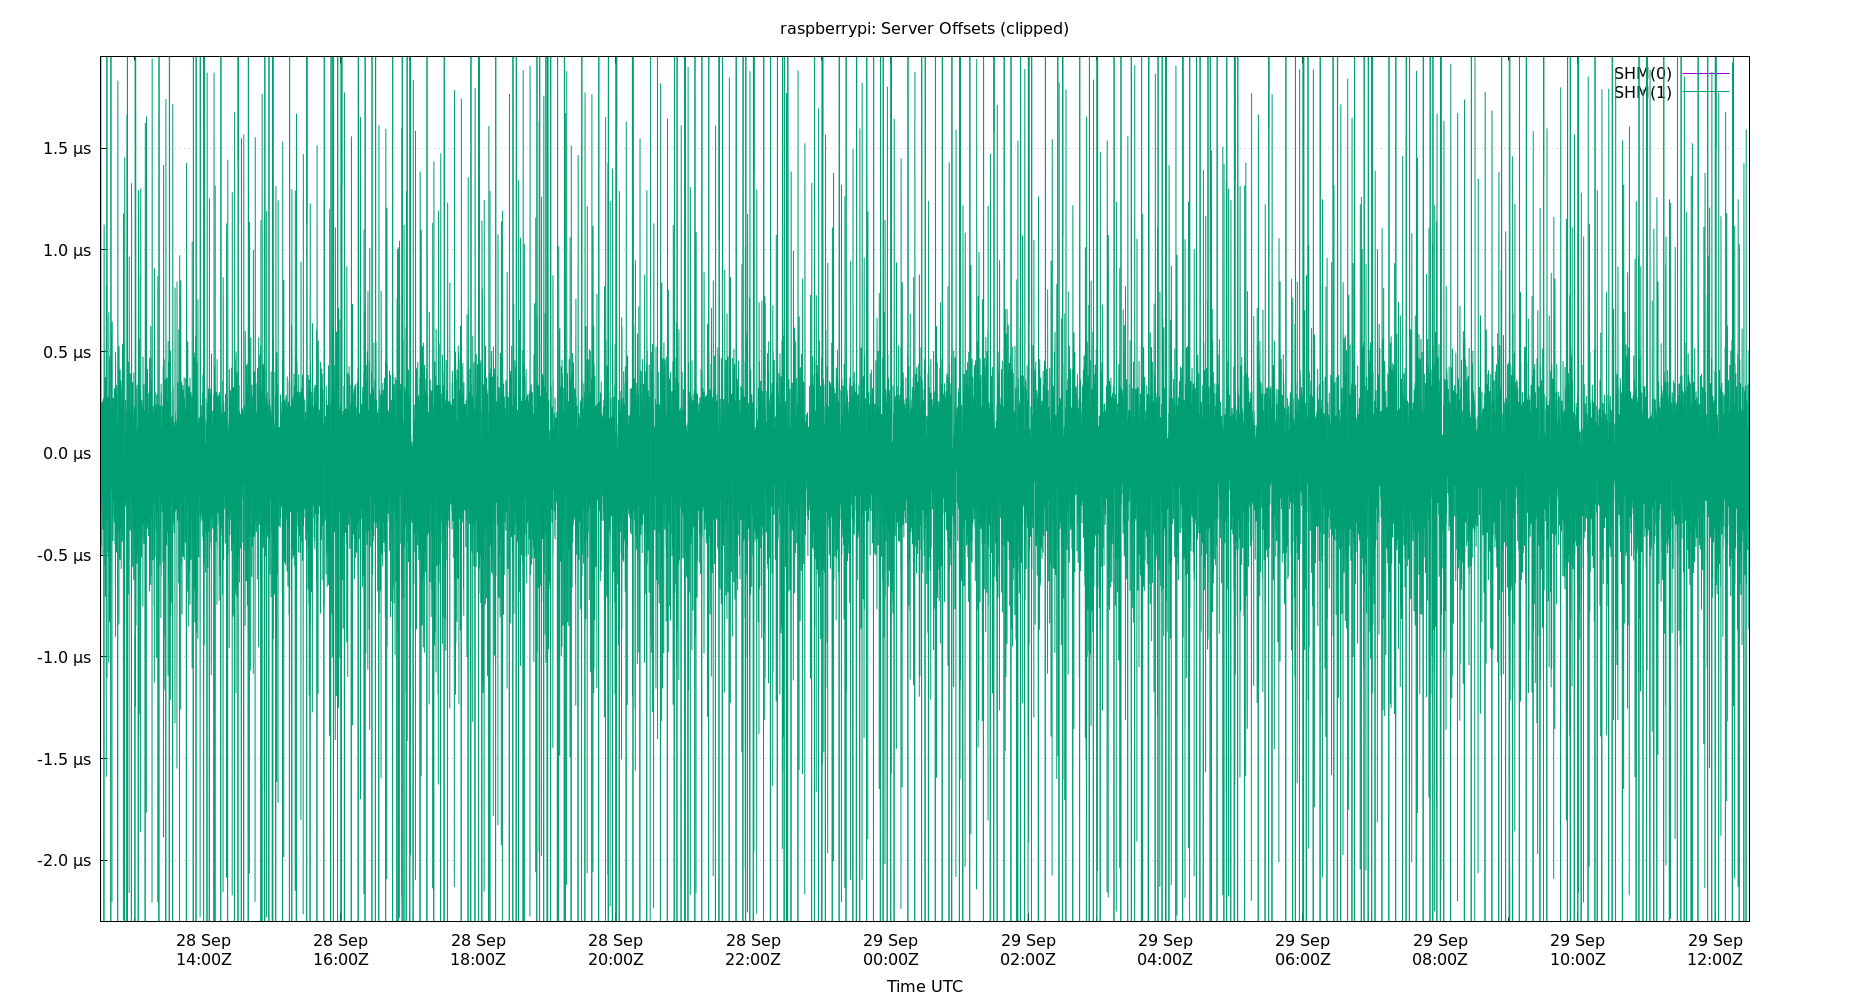 raspberrypi: Server Offsets (clipped)
SHM(0)
SHM(1)
1.5 µs
1.0 µs
0.5 µs
0.0 µs
-0.5 µs
-1.0 µs
-1.5 µs
-2.0 µs
28 Sep 28 Sep 28 Sep 28 Sep 28 Sep 29 Sep 29 Sep 29 Sep 29 Sep 29 Sep 29 Sep 29 Sep
14:00Z 16:00Z 18:00Z 20:00Z 22:00Z 00:00Z 02:00Z 04:00Z 06:00Z 08:00Z 10:00Z 12:00Z
Time UTC